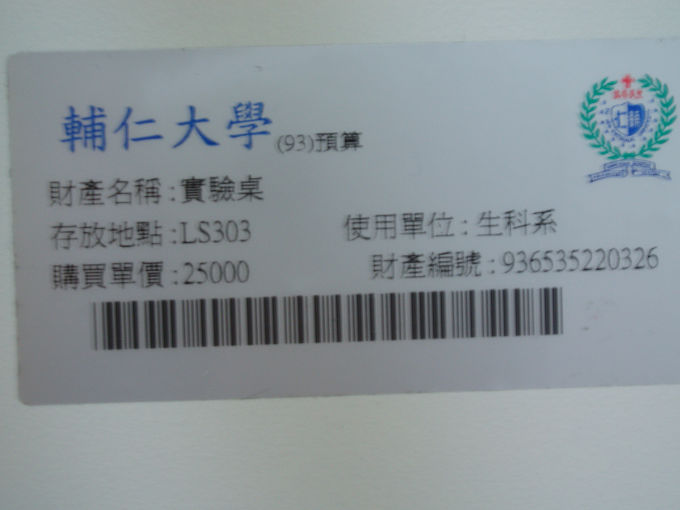 輔仁大學(93)預算
財產名稱:實驗桌
存放地點:LS303 使用單位:生科系
購買單價:25000 財產編號:936535220326